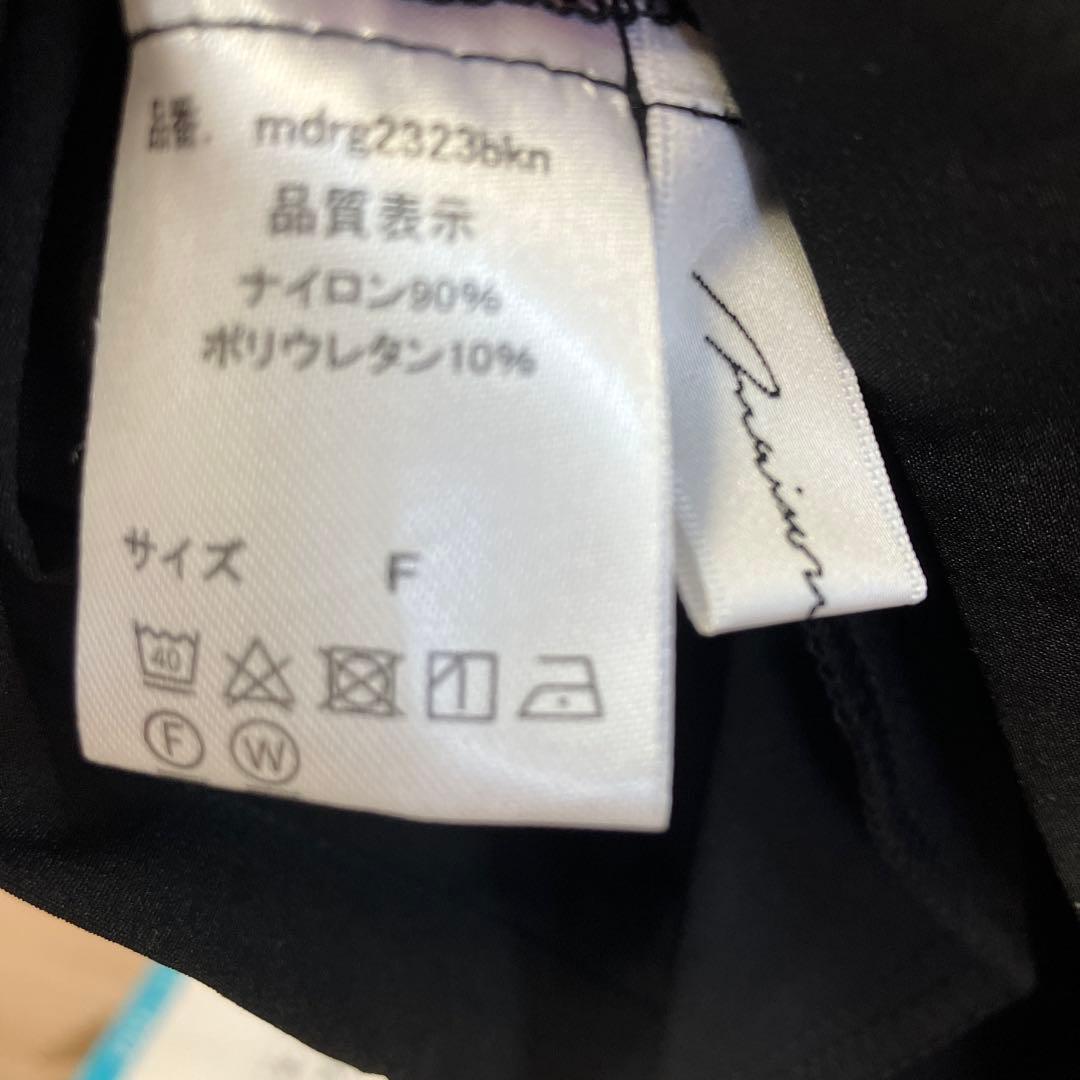 品番. mdrg2323bkn
品質表示
ナイロン90%
ポリウレタン10%
サイズ F
40
F W
maison